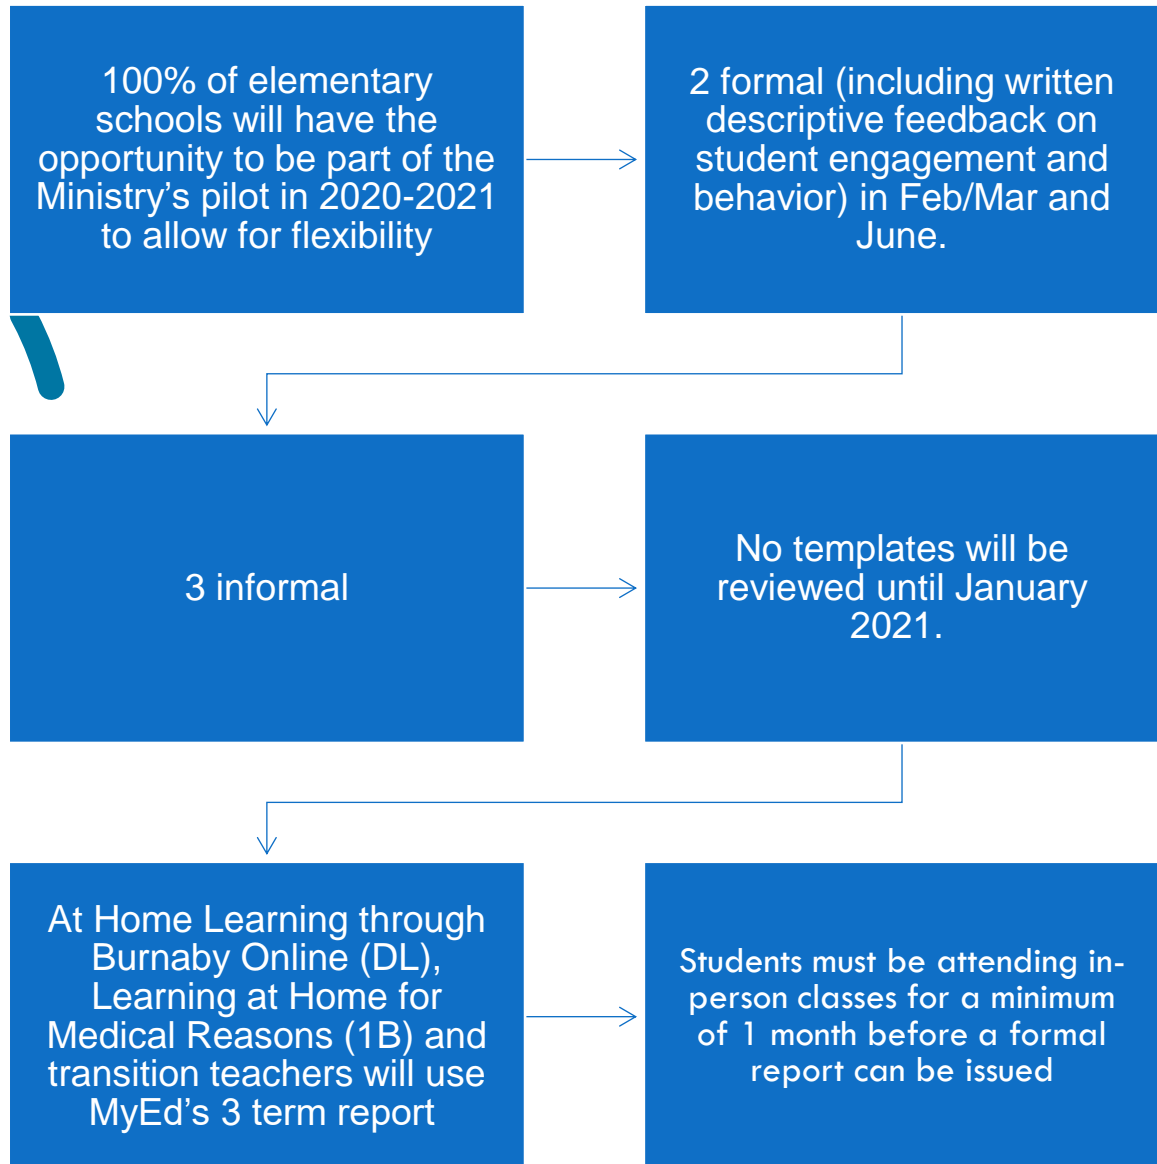 100% of elementary
schools will have the
opportunity to be part of the
Ministry's pilot in 2020-2021
to allow for flexibility
2 formal (including written
descriptive feedback on
student engagement and
behavior) in Feb/Mar and
June.
3 informal
No templates will be
reviewed until January
2021.
At Home Learning through
Burnaby Online (DL),
Learning at Home for
Medical Reasons (1B) and
transition teachers will use
MyEd's 3 term report
Students must be attending in-
person classes for a minimum
of 1 month before a formal
report can be issued